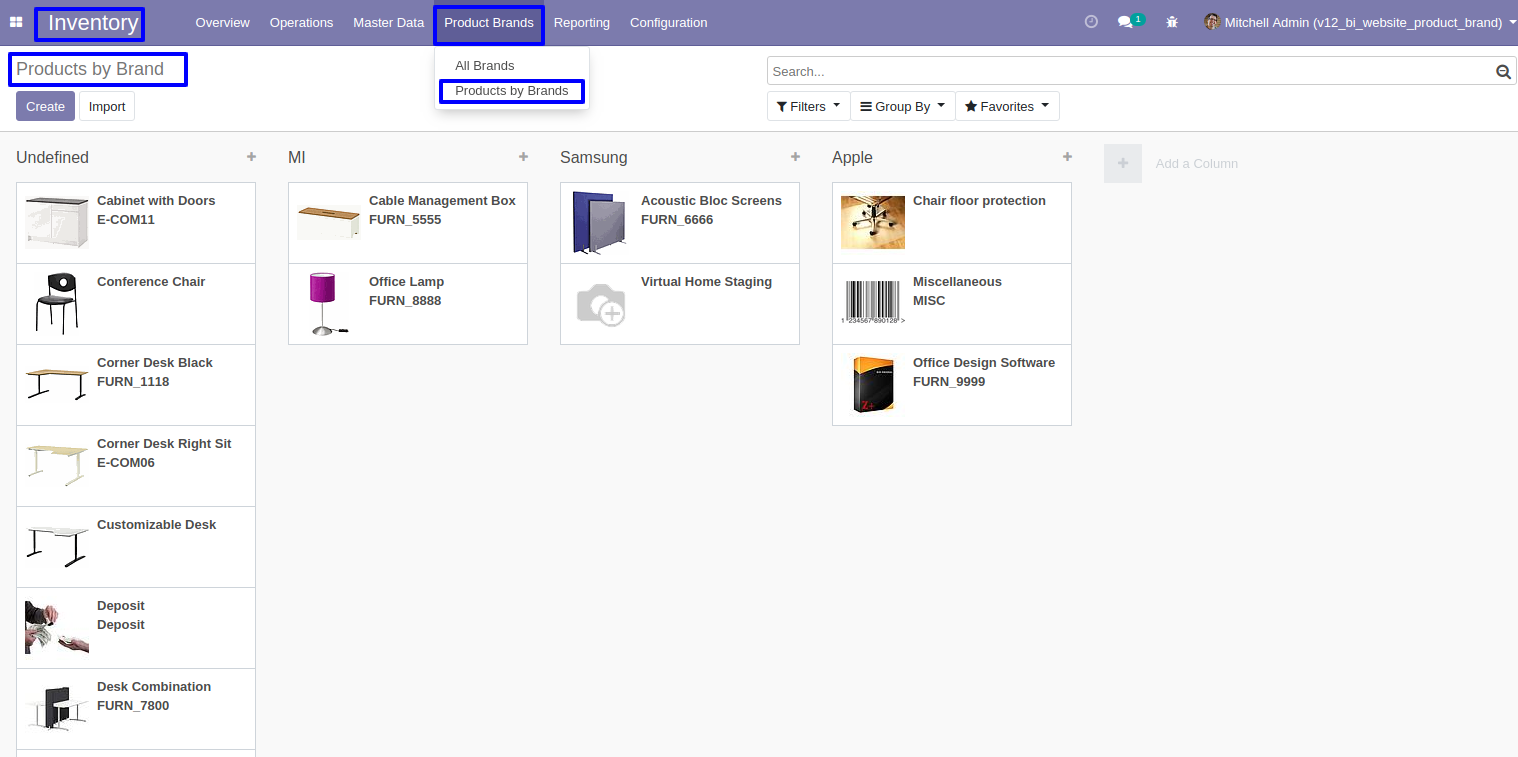 Inventory
Overview Operations Master Data Product Brands Reporting Configuration
1
Mitchell Admin (v12_bi_website_product_brand)
Products by Brand
All Brands
Products by Brands
Search...
Create Import
Filters Group By Favorites
Undefined
Cabinet with Doors
E-COM11
Conference Chair
Corner Desk Black
FURN_1118
Corner Desk Right Sit
E-COM06
Customizable Desk
Deposit
Deposit
Desk Combination
FURN_7800
MI
Cable Management Box
FURN_5555
Office Lamp
FURN_8888
Samsung
Acoustic Bloc Screens
FURN_6666
Virtual Home Staging
Apple
Chair floor protection
Miscellaneous
MISC
1 234567 890128 >
Office Design Software
FURN_9999
Z+
Add a Column